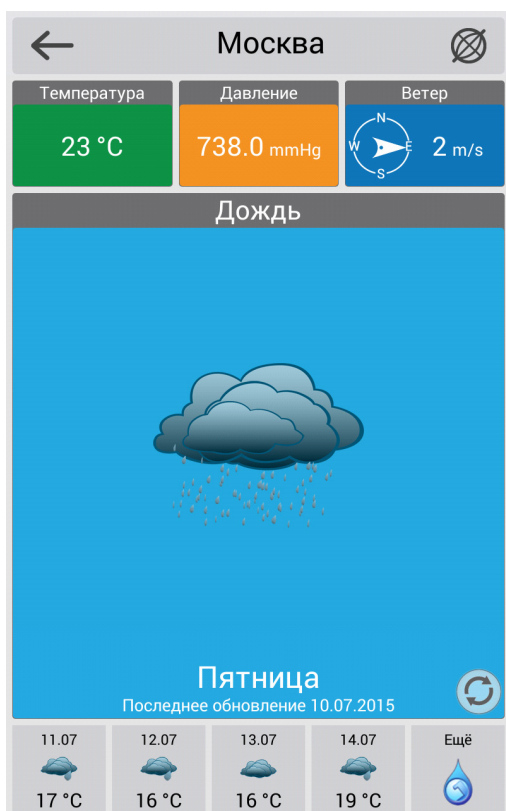 Москва
Температура Давление Ветер
23 °C 738.0 mmHg N W E S 2 m/s
Дождь
Пятница
Последнее обновление 10.07.2015
11.07 12.07 13.07 14.07 Ещё
17 °C 16 °C 16 °C 19 °C